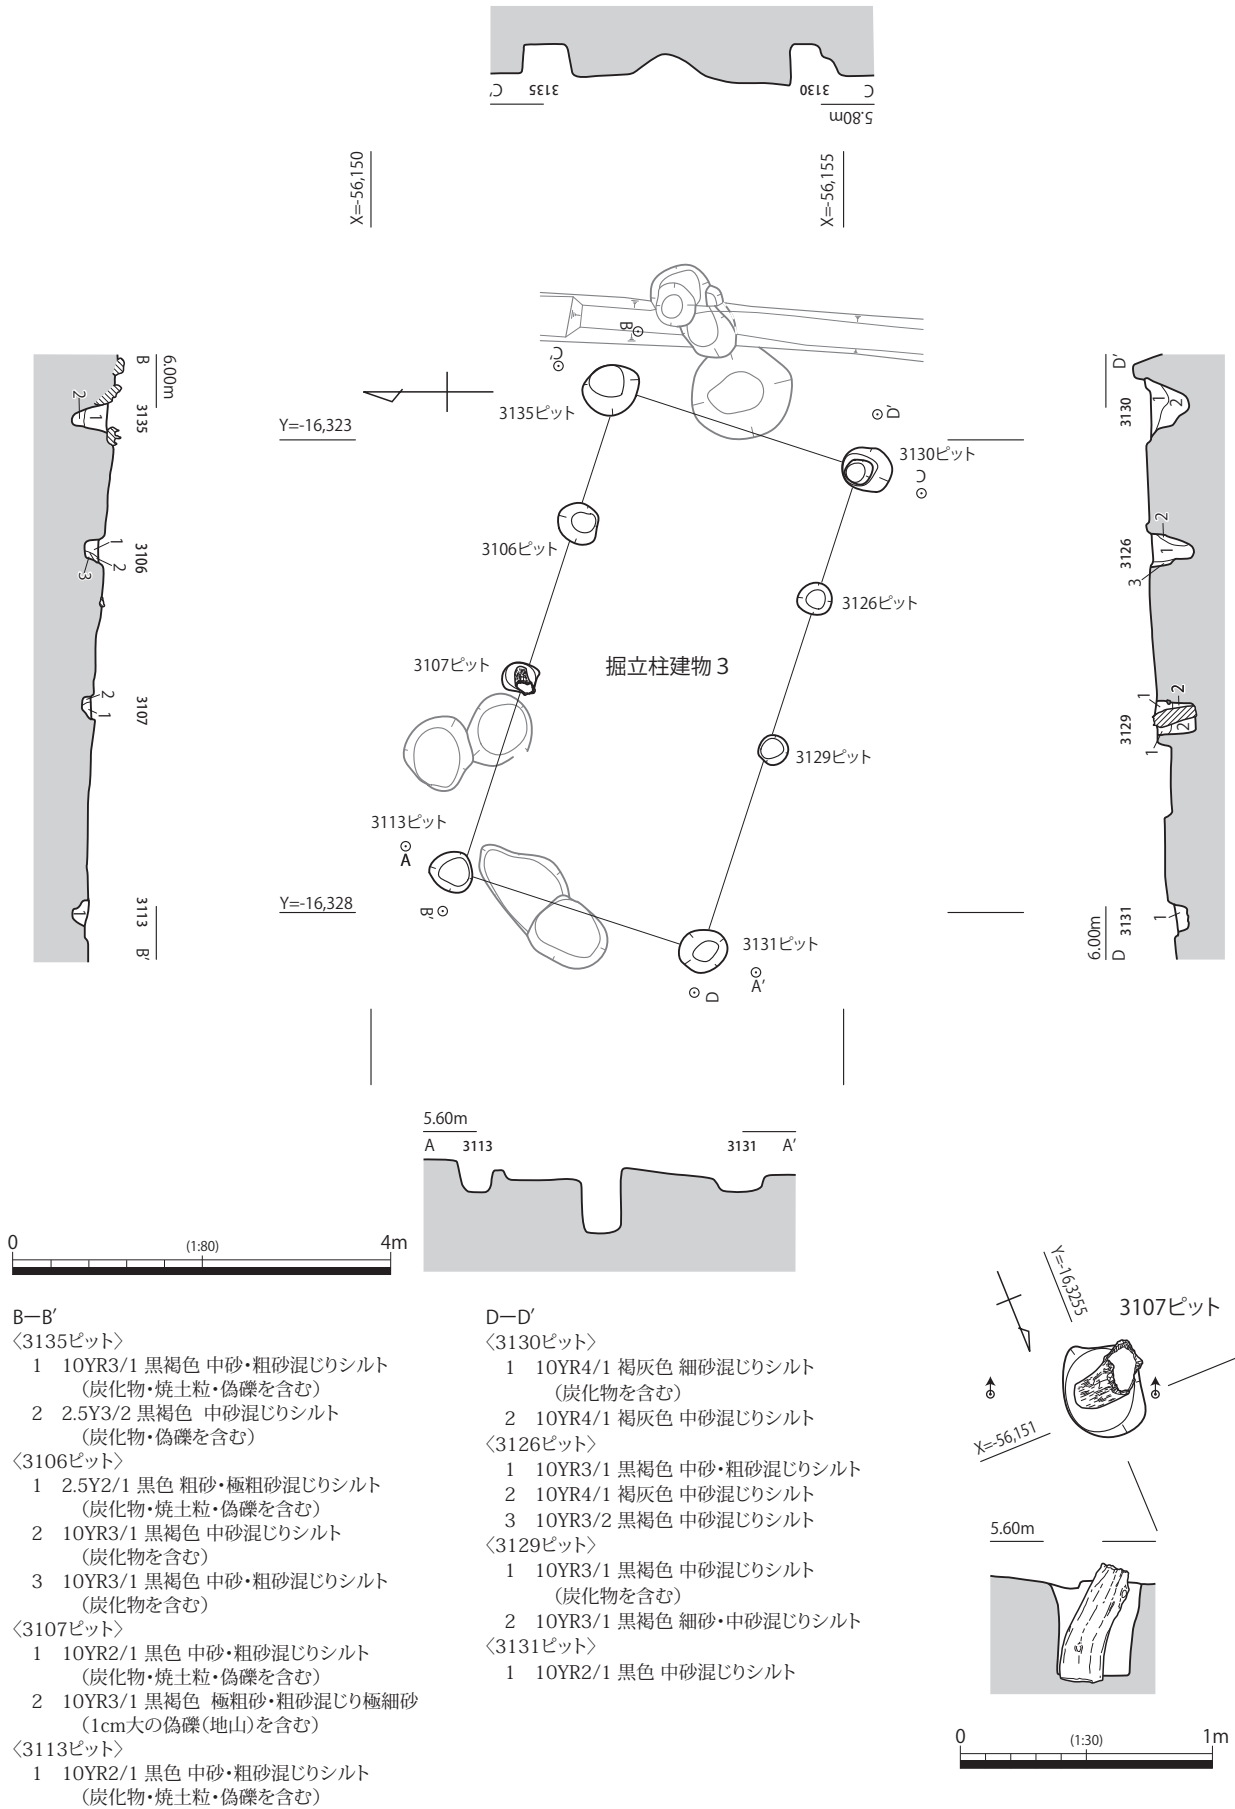 C'
3135
3130
C
5.80m
X=-56,150
X=-56,155
B
6.00m
3135
1
2
3106
1
2
3
3107
2
1
3113
1
B'
Y=-16,323
Y=-16,328
B
C'
3135ピット
D'
3130ピット
C
3106ピット
3126ピット
3107ピット
掘立柱建物3
3129ピット
3113ピット
A
B'
3131ピット
A'
D
D'
3130
1
2
3126
2
1
3
3129
1
2
2
1
3131
1
6.00m
D
5.60m
A
3113
3131
A'
0
(1:80)
4m
B―B'
〈3135ピット〉
1 10YR3/1 黒褐色 中砂・粗砂混じりシルト
(炭化物・焼土粒・偽礫を含む)
2 2.5Y3/2 黒褐色 中砂混じりシルト
(炭化物・偽礫を含む)
〈3106ピット〉
1 2.5Y2/1 黒色 粗砂・極粗砂混じりシルト
(炭化物・焼土粒・偽礫を含む)
2 10YR3/1 黒褐色 中砂混じりシルト
(炭化物を含む)
3 10YR3/1 黒褐色 中砂・粗砂混じりシルト
(炭化物を含む)
〈3107ピット〉
1 10YR2/1 黒色 中砂・粗砂混じりシルト
(炭化物・焼土粒・偽礫を含む)
2 10YR3/1 黒褐色 極粗砂・粗砂混じり極細砂
(1cm大の偽礫(地山)を含む)
〈3113ピット〉
1 10YR2/1 黒色 中砂・粗砂混じりシルト
(炭化物・焼土粒・偽礫を含む)
D―D'
〈3130ピット〉
1 10YR4/1 褐灰色 細砂混じりシルト
(炭化物を含む)
2 10YR4/1 褐灰色 中砂混じりシルト
〈3126ピット〉
1 10YR3/1 黒褐色 中砂・粗砂混じりシルト
2 10YR4/1 褐灰色 中砂混じりシルト
3 10YR3/2 黒褐色 中砂混じりシルト
〈3129ピット〉
1 10YR3/1 黒褐色 中砂混じりシルト
(炭化物を含む)
2 10YR3/1 黒褐色 細砂・中砂混じりシルト
〈3131ピット〉
1 10YR2/1 黒色 中砂混じりシルト
Y=-16,3255
3107ピット
X=-56,151
5.60m
0
(1:30)
1m